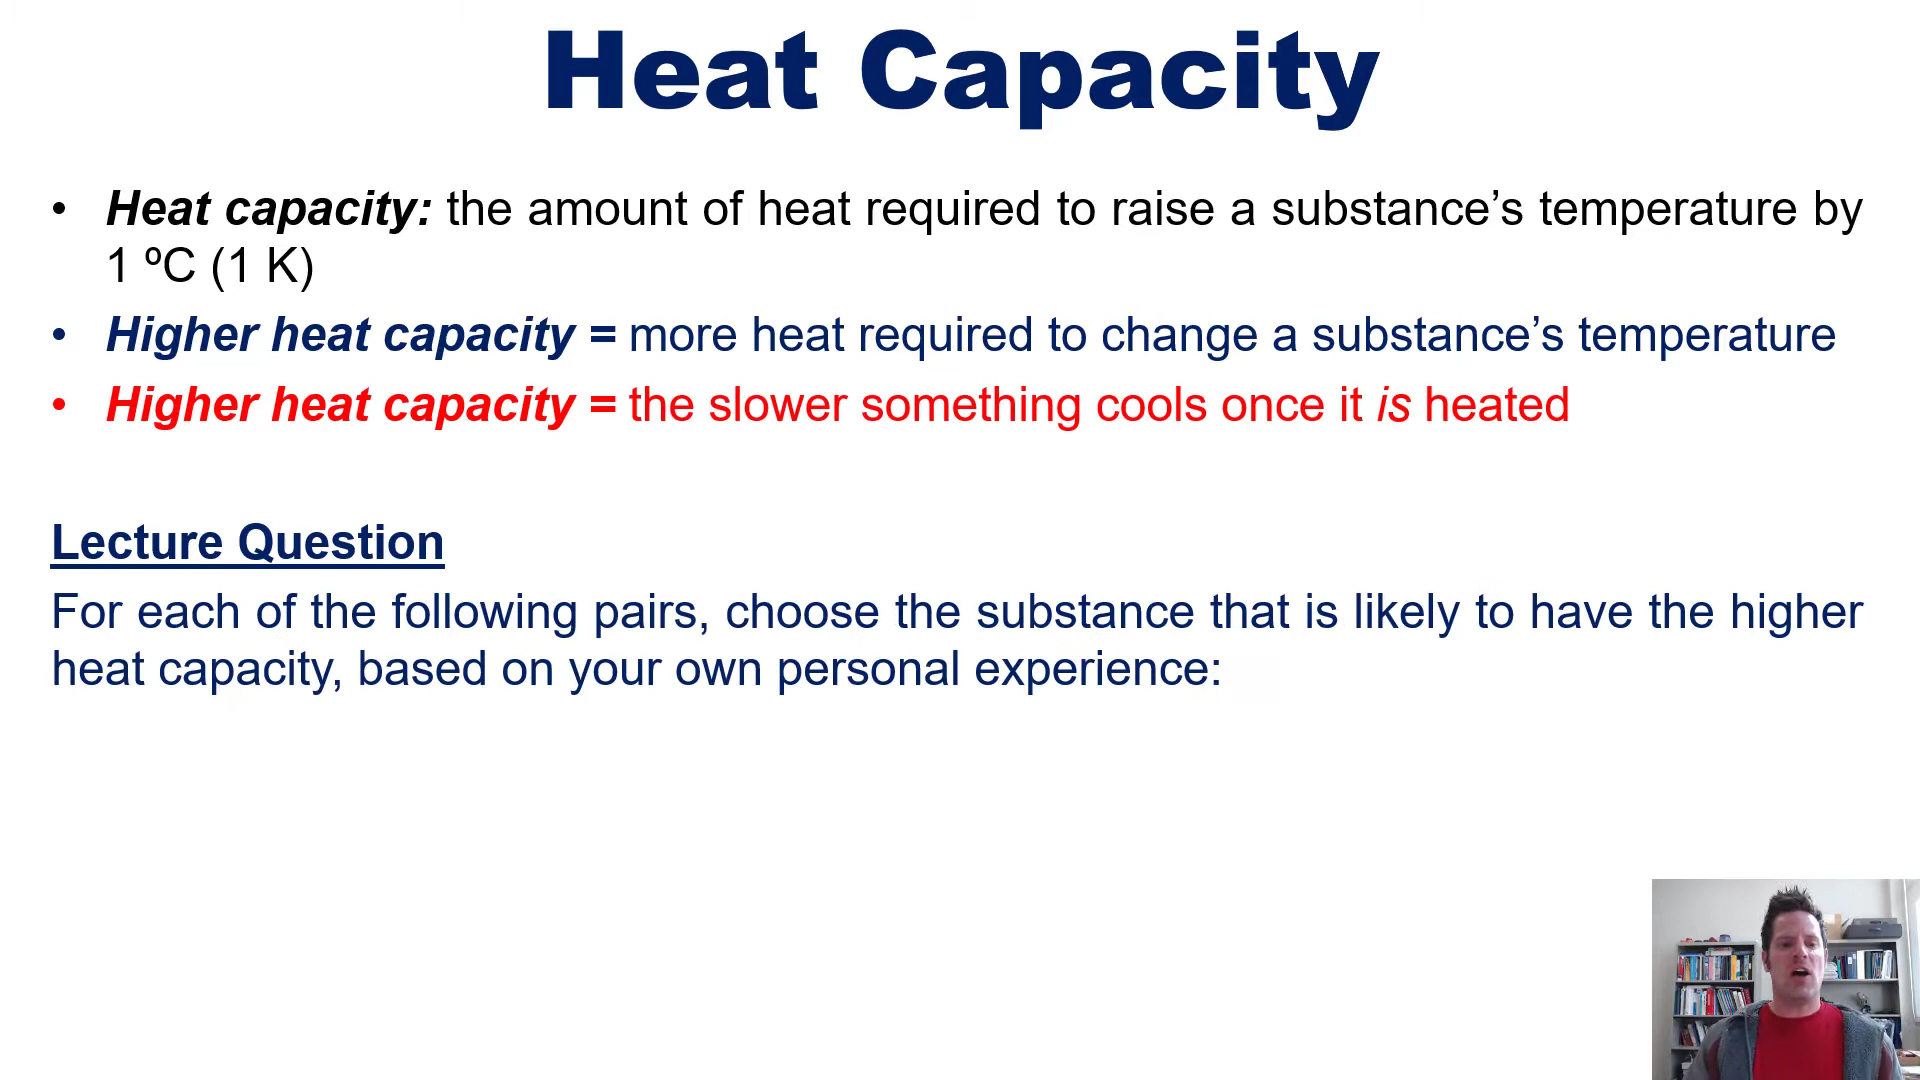 Heat Capacity
• Heat capacity: the amount of heat required to raise a substance’s temperature by
1 ºC (1 K)
• Higher heat capacity = more heat required to change a substance’s temperature
• Higher heat capacity = the slower something cools once it is heated
Lecture Question
For each of the following pairs, choose the substance that is likely to have the higher
heat capacity, based on your own personal experience: